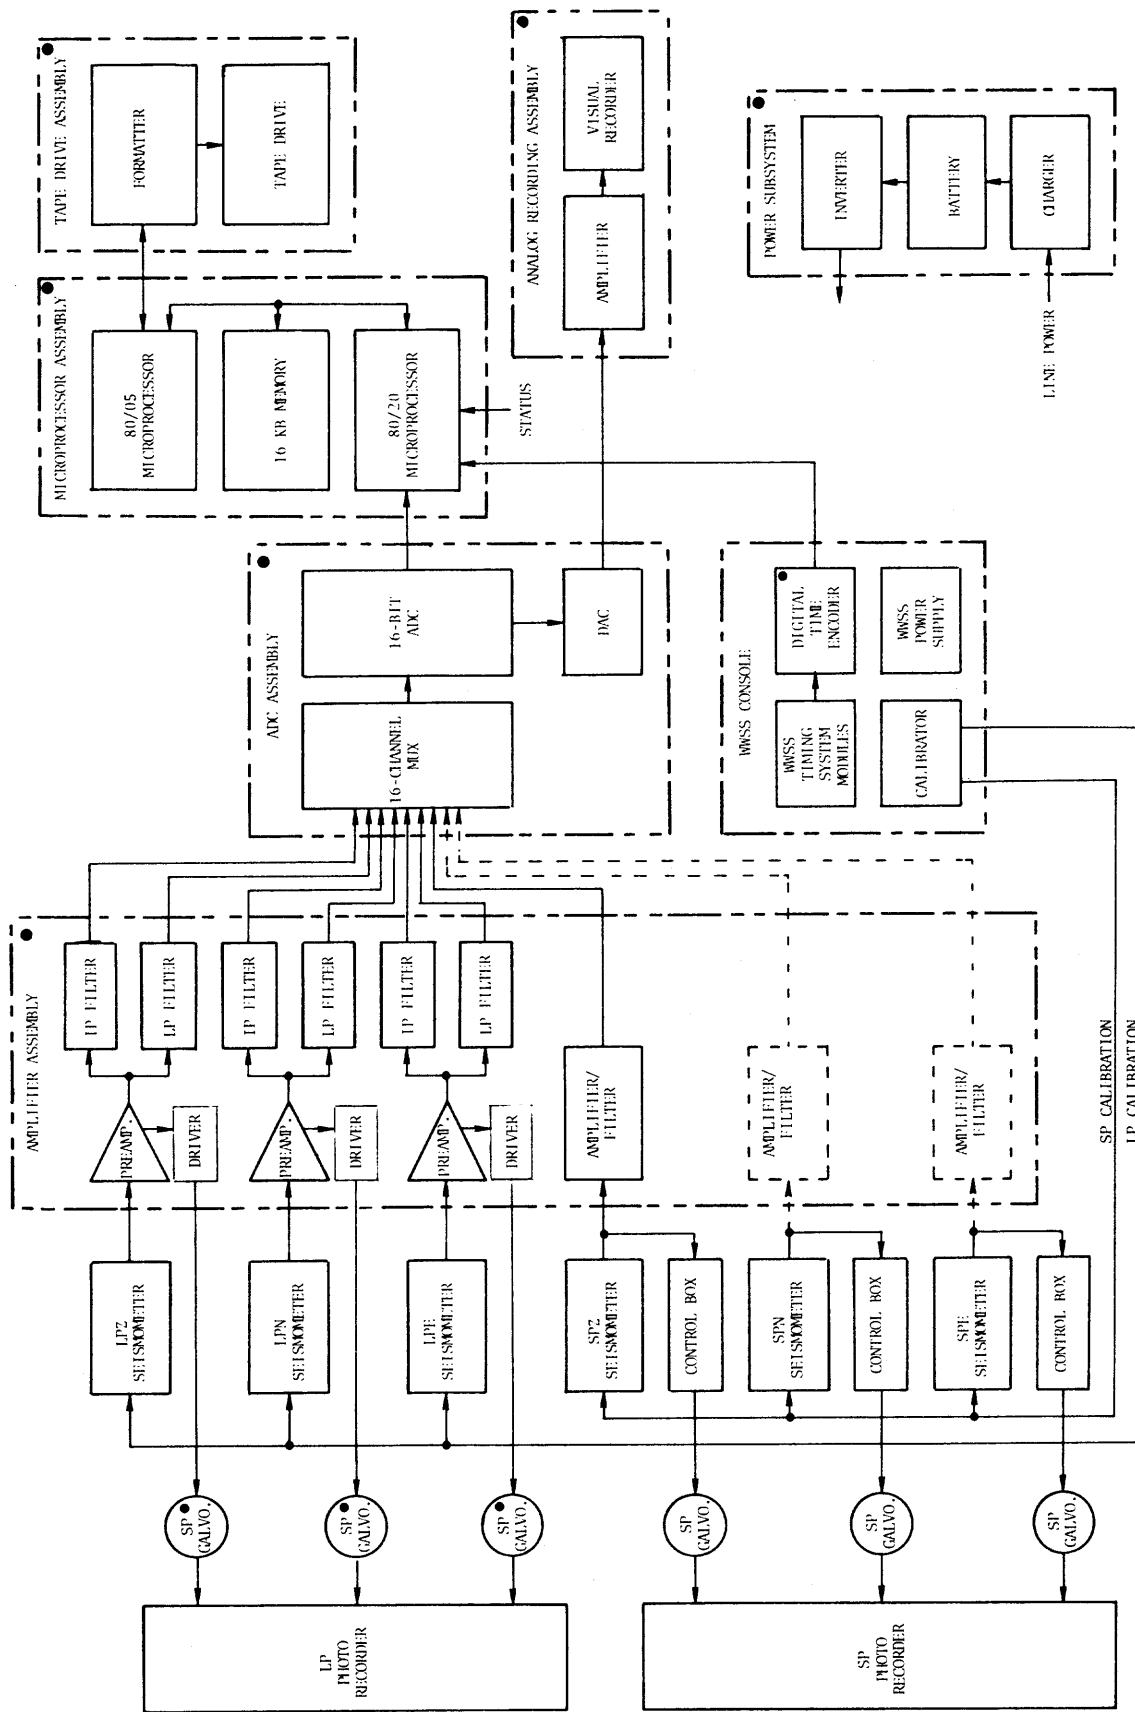 TAPE DRIVE ASSEMBLY
FORMATTER
TAPE DRIVE
MICROPROCESSOR ASSEMBLY
80/05
MICROPROCESSOR
16 KB MEMORY
80/20
MICROPROCESSOR
STATUS
ANALOG RECORDING ASSEMBLY
VISUAL
RECORDER
AMPLIFIER
POWER SUBSYSTEM
INVERTER
BATTERY
CHARGER
LINE POWER
ADC ASSEMBLY
16-BIT
ADC
16-CHANNEL
MUX
DAC
WWSS CONSOLE
DIGITAL
TIME
ENCODER
WWSS
TIMING
SYSTEM
MODULES
WWSS
POWER
SUPPLY
CALIBRATOR
AMPLIFIER ASSEMBLY
IP FILTER
LP FILTER
IP FILTER
LP FILTER
IP FILTER
LP FILTER
PREAMP.
DRIVER
PREAMP.
DRIVER
PREAMP.
DRIVER
AMPLIFIER/
FILTER
AMPLIFIER/
FILTER
AMPLIFIER/
FILTER
SP CALIBRATION
LP CALIBRATION
LPZ
SEISMOMETER
LPN
SEISMOMETER
LPE
SEISMOMETER
SPZ
SEISMOMETER
CONTROL BOX
SPN
SEISMOMETER
CONTROL BOX
SPE
SEISMOMETER
CONTROL BOX
SP
GALVO.
SP
GALVO.
SP
GALVO.
SP
GALVO.
SP
GALVO.
SP
GALVO.
LP
PHOTO
RECORDER
SP
PHOTO
RECORDER